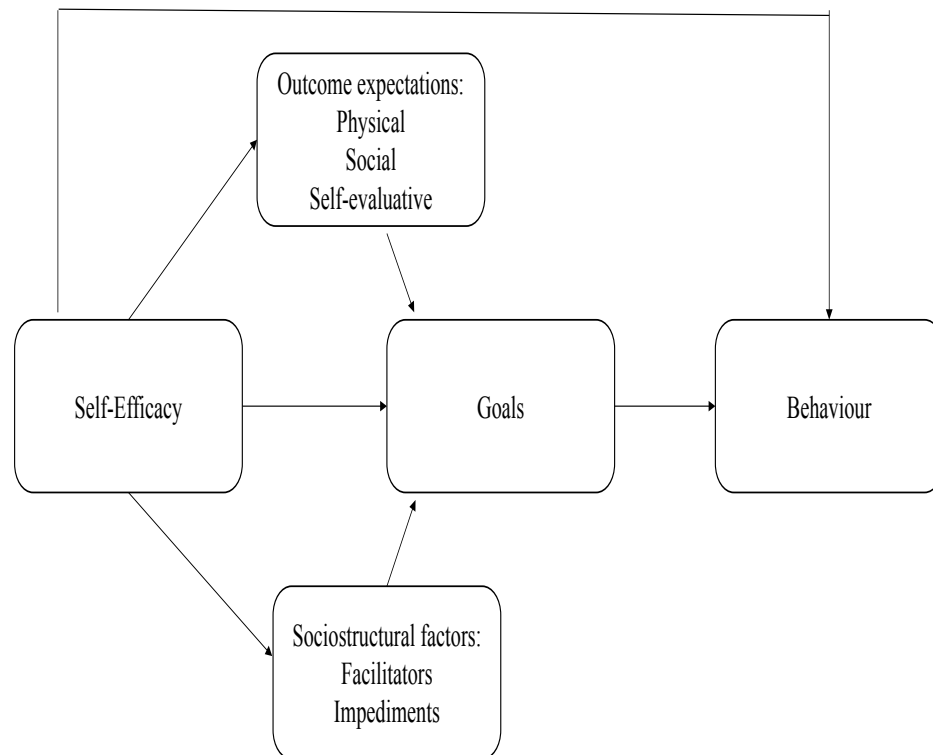 Outcome expectations:
Physical
Social
Self-evaluative
Self-Efficacy
Goals
Behaviour
Sociostructural factors:
Facilitators
Impediments